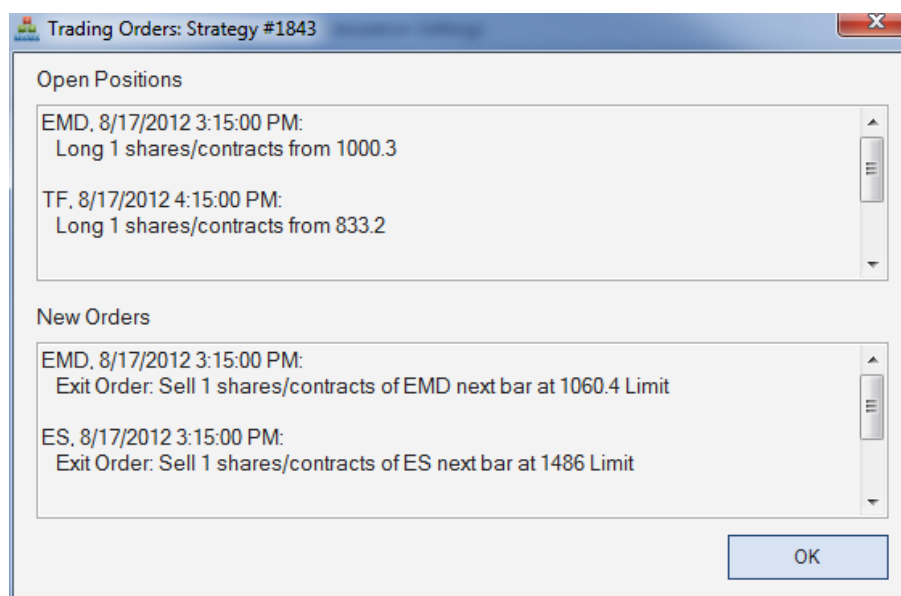 Trading Orders: Strategy #1843
Open Positions
EMD, 8/17/2012 3:15:00 PM:
Long 1 shares/contracts from 1000.3
TF, 8/17/2012 4:15:00 PM:
Long 1 shares/contracts from 833.2
New Orders
EMD, 8/17/2012 3:15:00 PM:
Exit Order: Sell 1 shares/contracts of EMD next bar at 1060.4 Limit
ES, 8/17/2012 3:15:00 PM:
Exit Order: Sell 1 shares/contracts of ES next bar at 1486 Limit
OK